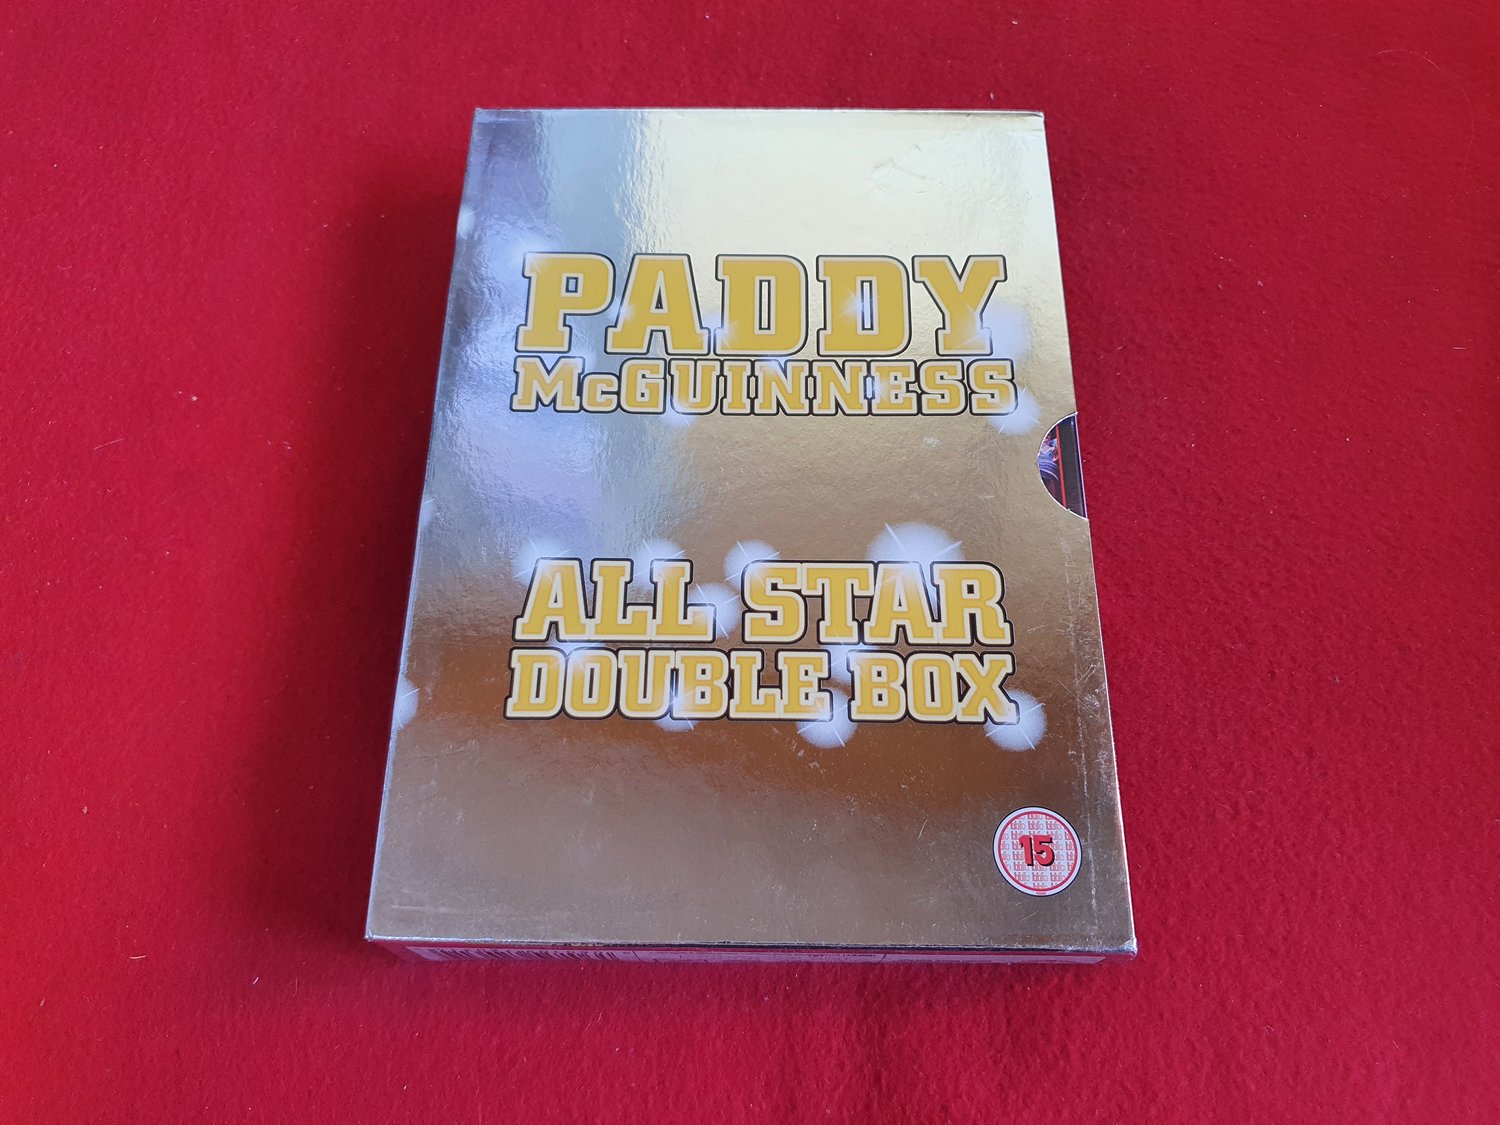 PADDY
McGUINNESS
ALL STAR
DOUBLE BOX
15